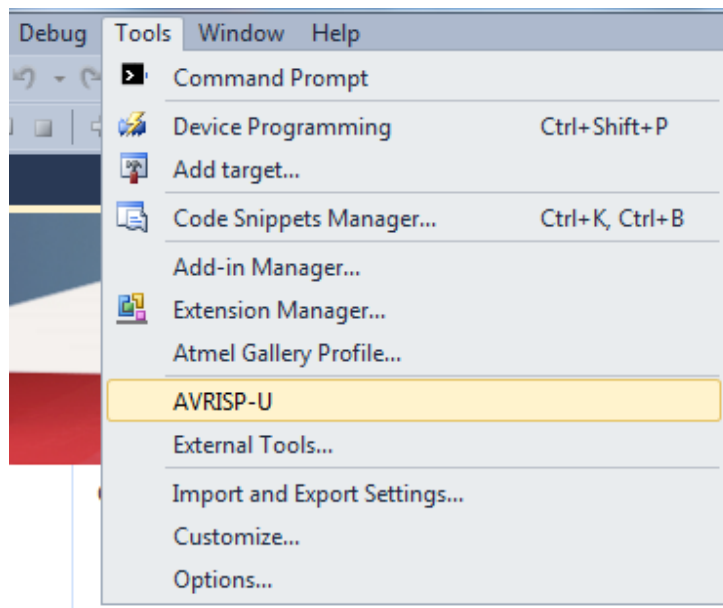 Debug Tools Window Help
Command Prompt
Device Programming Ctrl+Shift+P
Add target...
Code Snippets Manager... Ctrl+K, Ctrl+B
Add-in Manager...
Extension Manager...
Atmel Gallery Profile...
AVRISP-U
External Tools...
Import and Export Settings...
Customize...
Options...